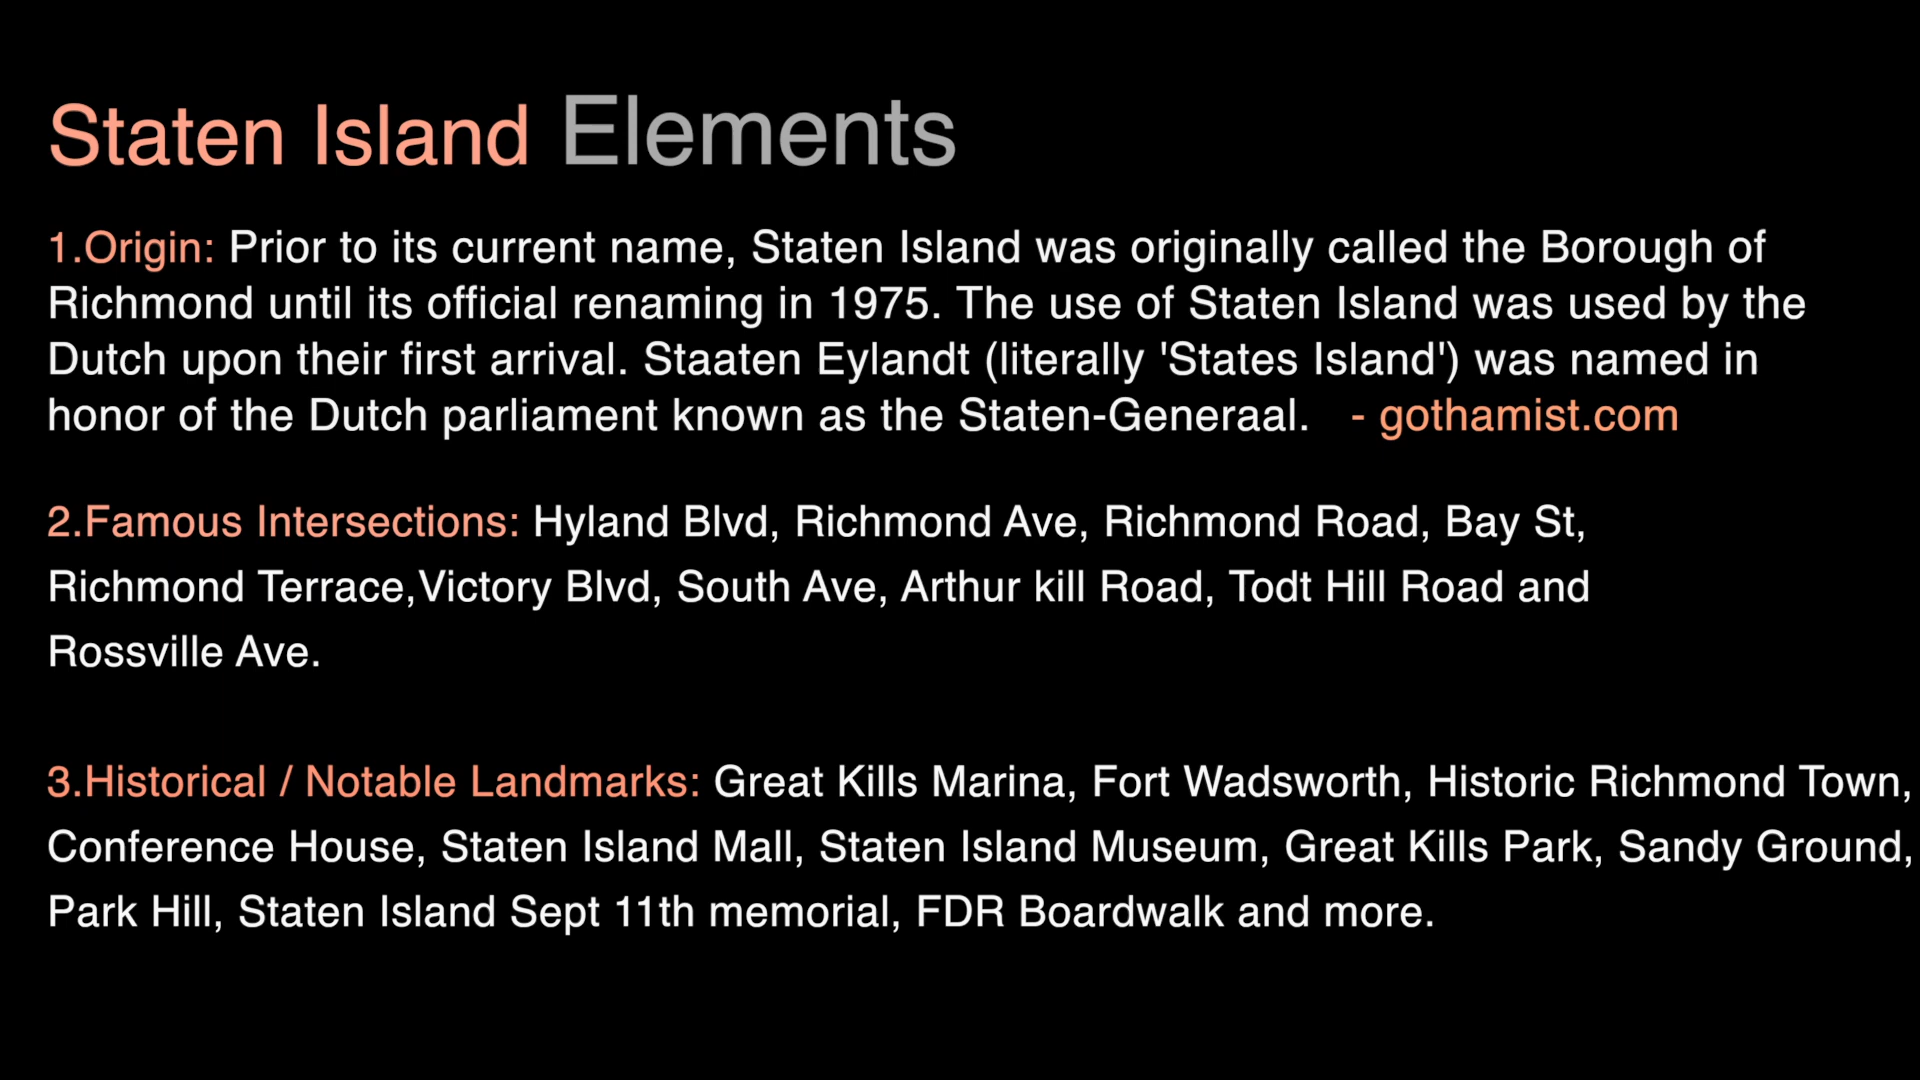 Staten Island Elements
1.Origin: Prior to its current name, Staten Island was originally called the Borough of
Richmond until its official renaming in 1975. The use of Staten Island was used by the
Dutch upon their first arrival. Staaten Eylandt (literally 'States Island') was named in
honor of the Dutch parliament known as the Staten-Generaal. - gothamist.com
2.Famous Intersections: Hyland Blvd, Richmond Ave, Richmond Road, Bay St,
Richmond Terrace,Victory Blvd, South Ave, Arthur kill Road, Todt Hill Road and
Rossville Ave.
3.Historical / Notable Landmarks: Great Kills Marina, Fort Wadsworth, Historic Richmond Town,
Conference House, Staten Island Mall, Staten Island Museum, Great Kills Park, Sandy Ground,
Park Hill, Staten Island Sept 11th memorial, FDR Boardwalk and more.